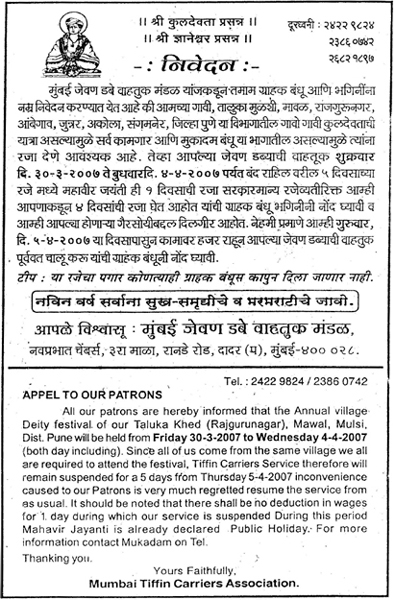 || श्री कुलदेवता प्रसन्न ||
|| श्री ज्ञानेश्वर प्रसन्न ||
दूरध्वनी: २४२२ ९८२४
२३८६ ०७४२
२६८२ १८९७
-: निवेदन :-
मुंबई जेवण डबे वाहतुक मंडळ यांजकडून तमाम ग्राहक बंधू आणि भगिनींना
नम्र निवेदन करण्यात येत आहे की आमच्या गावी, तालुका मुळशी, मावळ, राजगुरूनगर,
आंबेगाव, जुन्नर, अकोला, संगमनेर, जिल्हा पुणे या विभागातील गावो गावी कुलदेवताची
यात्रा असल्यामुळे सर्व कामगार आणि मुकादम बंधू या भागातील असल्यामुळे त्यांना
रजा देणे आवश्यक आहे. तेव्हा आपल्या जेवण डब्याची वाहतूक शुक्रवार
दि. ३०-३-२००७ ते बुधवार दि. ४-४-२००७ पर्यंत बंद राहिल वरील ५ दिवसाच्या
रजे मध्ये महावीर जयंती ही १ दिवसाची रजा सरकारमान्य रजेव्यतीरिक्त आम्ही
आपणाकडून ४ दिवसांची रजा घेत आहोत यांची ग्राहक बंधू भगिनीनी नोंद घ्यावी व
आम्ही आपल्या होणाऱ्या गैरसोयीबद्दल दिलगीर आहोत. नेहमी प्रमाणे आम्ही गुरूवार,
दि. ५-४-२००७ या दिवसापासुन कामावर हजर राहून आपल्या जेवण डब्याची वाहतुक
पूर्ववत चालू करू यांची ग्राहक बंधूनी नोंद घ्यावी.
टीप : या रजेचा पगार कोणत्याही ग्राहक बंधूस कापुन दिला जाणार नाही.
नविन वर्ष सर्वांना सुख-समृध्दीचे व भरभराटीचे जावो.
आपले विश्वासू : मुंबई जेवण डबे वाहतुक मंडळ,
नवप्रभात चेंबर्स, ३रा माळा, रानडे रोड, दादर (प), मुंबई-४०० ०२८.
Tel. : 2422 9824 / 2386 0742
APPEL TO OUR PATRONS
All our patrons are hereby informed that the Annual village
Deity festival of our Taluka Khed (Rajgurunagar), Mawal, Mulsi,
Dist. Pune will be held from Friday 30-3-2007 to Wednesday 4-4-2007
(both day including). Since all of us come from the same village we all
are required to attend the festival, Tiffin Carriers Service therefore will
remain suspended for a 5 days from Thursday 5-4-2007 inconvenience
caused to our Patrons is very much regretted resume the service from
as usual. It should be noted that there shall be no deduction in wages
for 1 day during which our service is suspended During this period
Mahavir Jayanti is already declared Public Holiday. For more
information contact Mukadam on Tel.
Thanking you.
Yours Faithfully,
Mumbai Tiffin Carriers Association.